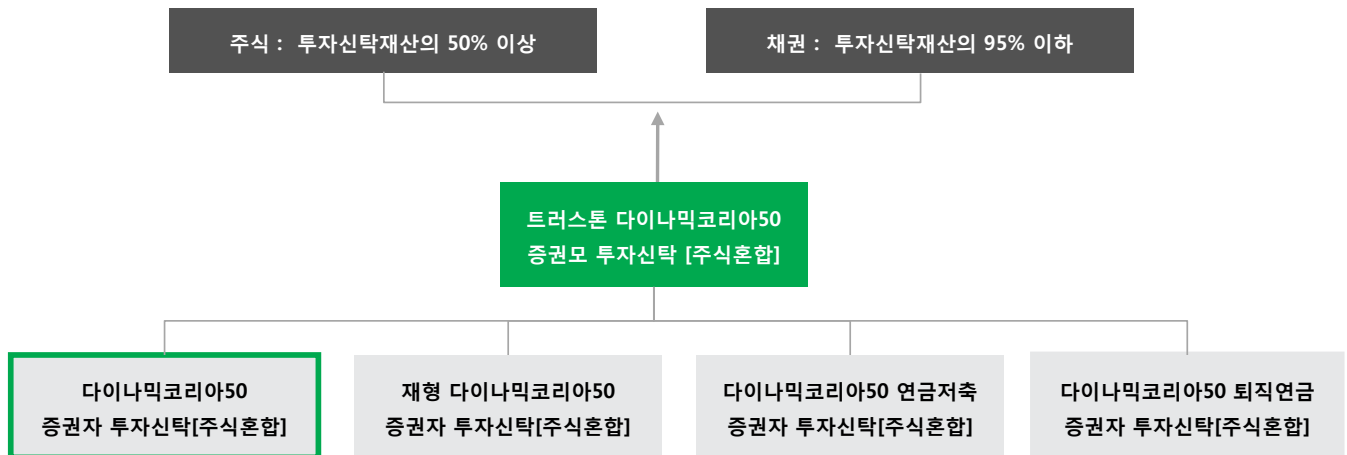 주식 : 투자신탁재산의 50% 이상
채권 : 투자신탁재산의 95% 이하
트러스톤 다이나믹코리아50
증권모 투자신탁 [주식혼합]
다이나믹코리아50
증권자 투자신탁[주식혼합]
재형 다이나믹코리아50
증권자 투자신탁[주식혼합]
다이나믹코리아50 연금저축
증권자 투자신탁[주식혼합]
다이나믹코리아50 퇴직연금
증권자 투자신탁[주식혼합]